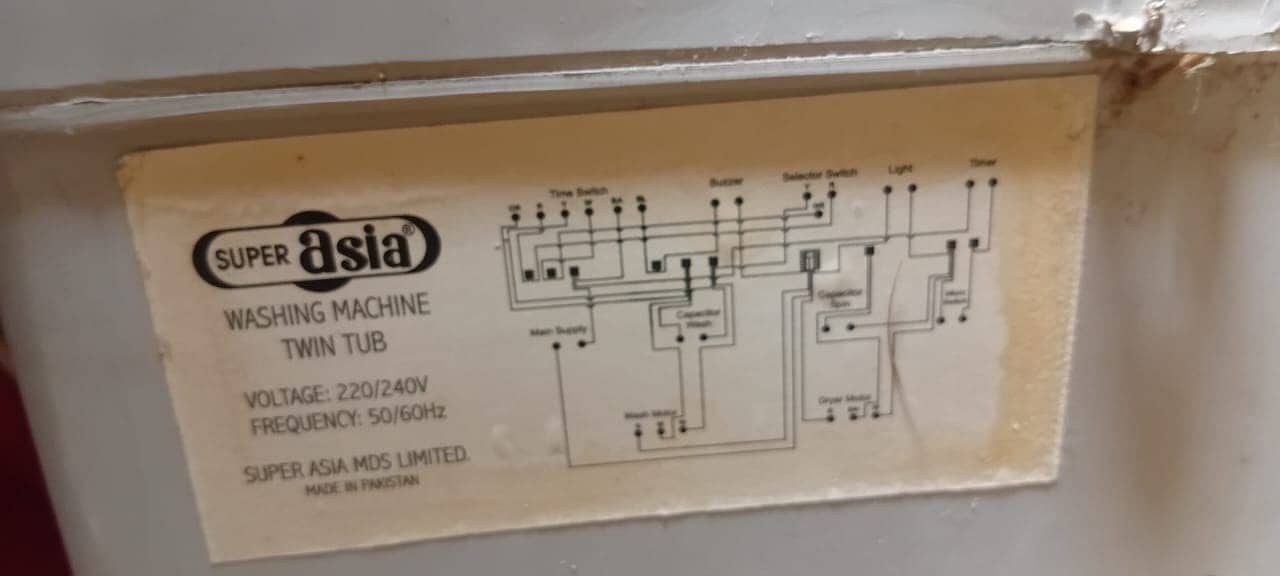 SUPER asia®
WASHING MACHINE
TWIN TUB
VOLTAGE: 220/240V
FREQUENCY: 50/60Hz
SUPER ASIA MDS LIMITED.
MADE IN PAKISTAN
Time Switch
Buzzer
Selector Switch
Light
Timer
Main Supply
Capacitor
Wash
Capacitor
Spin
Wash Motor
Dryer Motor